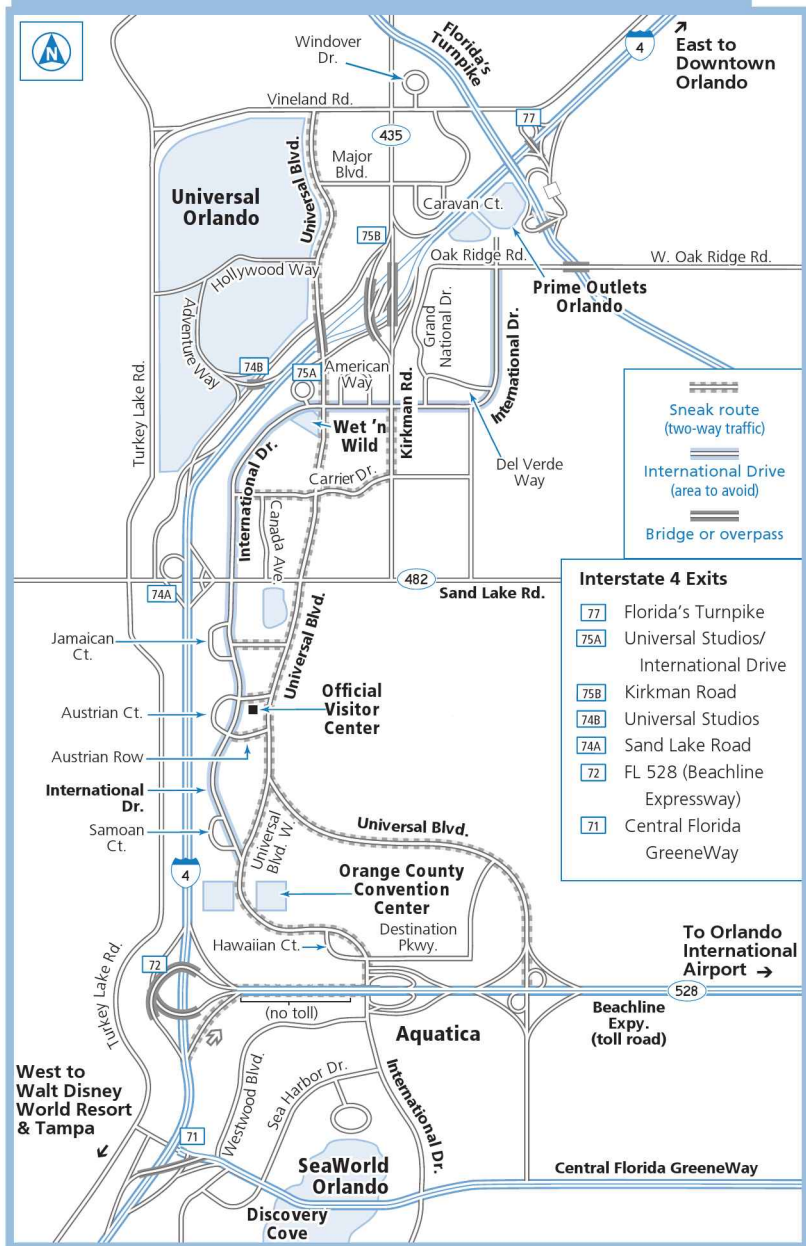 N
Windover
Dr.
Florida's
Turnpike
4
East to
Downtown
Orlando
Vineland Rd.
77
435
Universal Blvd.
Major
Blvd.
Universal
Orlando
Caravan Ct.
75B
Oak Ridge Rd.
W. Oak Ridge Rd.
Hollywood Way
Prime Outlets
Orlando
Adventure Way
Grand
National Dr.
International Dr.
Turkey Lake Rd.
74B
75A
American
Way
Kirkman Rd.
Wet 'n
Wild
Del Verde
Way
International Dr.
Carrier Dr.
Canada Ave.
Sneak route
(two-way traffic)
International Drive
(area to avoid)
Bridge or overpass
482
Sand Lake Rd.
74A
Interstate 4 Exits
77 Florida's Turnpike
75A Universal Studios/
International Drive
75B Kirkman Road
74B Universal Studios
74A Sand Lake Road
72 FL 528 (Beachline
Expressway)
71 Central Florida
GreeneWay
Jamaican
Ct.
Universal Blvd.
Austrian Ct.
Official
Visitor
Center
Austrian Row
International
Dr.
Samoan
Ct.
Universal
Blvd. W.
Universal Blvd.
4
Orange County
Convention
Center
Hawaiian Ct.
Destination
Pkwy.
Turkey Lake Rd.
72
To Orlando
International
Airport
528
(no toll)
Beachline
Expy.
(toll road)
Aquatica
West to
Walt Disney
World Resort
& Tampa
Westwood Blvd.
Sea Harbor Dr.
International Dr.
71
SeaWorld
Orlando
Central Florida GreeneWay
Discovery
Cove